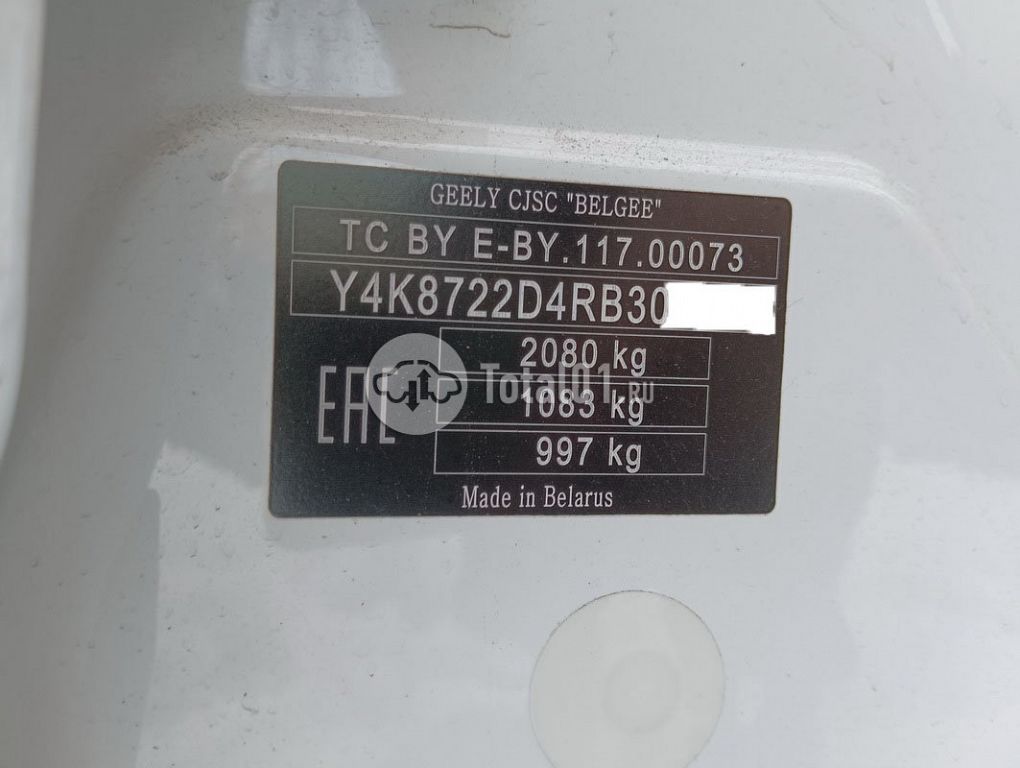 GEELY CJSC "BELGEE"
TC BY E-BY.117.00073
Y4K8722D4RB30
2080 kg
Total01.RU
1083 kg
EAC
997 kg
Made in Belarus